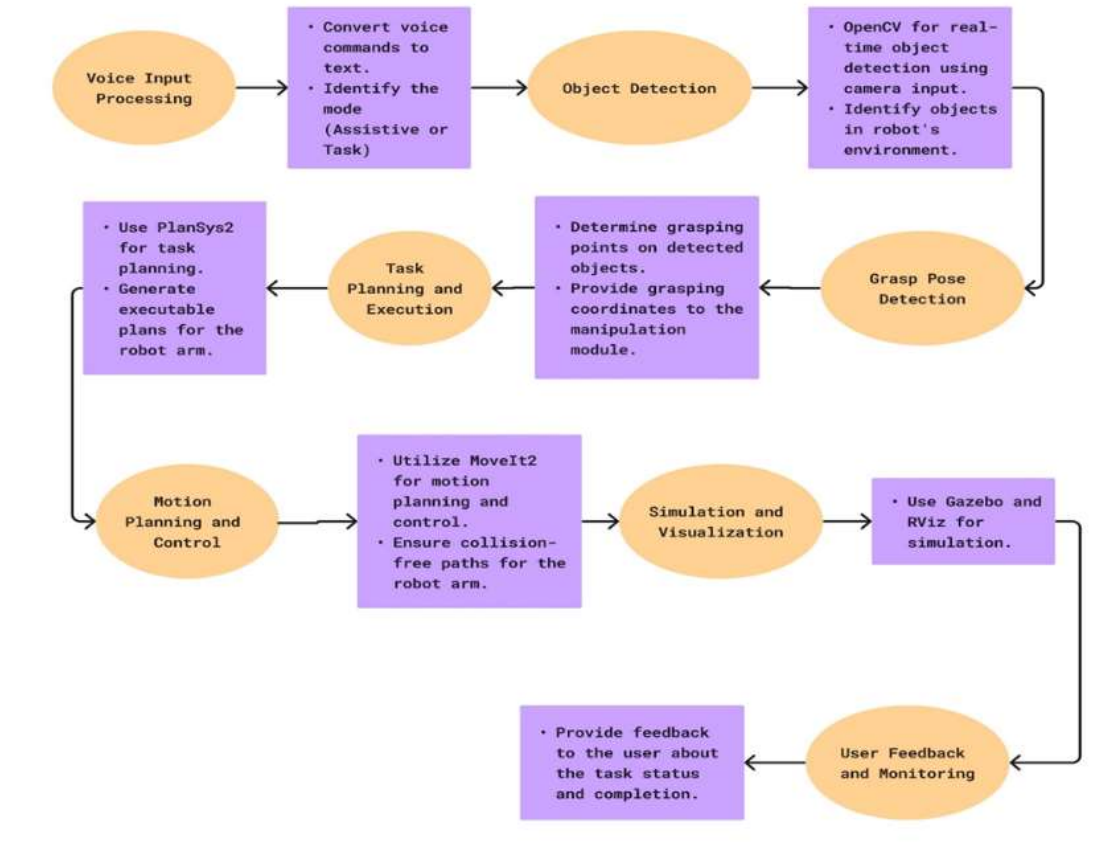 Voice Input
Processing
• Convert voice
commands to
text.
• Identify the
mode
(Assistive or
Task)
Object Detection
• OpenCV for real-
time object
detection using
camera input.
• Identify objects
in robot's
environment.
Grasp Pose
Detection
• Determine grasping
points on detected
objects.
• Provide grasping
coordinates to the
manipulation
module.
Task
Planning and
Execution
• Use PlanSys2
for task
planning.
• Generate
executable
plans for the
robot arm.
Motion
Planning and
Control
• Utilize MoveIt2
for motion
planning and
control.
• Ensure collision-
free paths for the
robot arm.
Simulation and
Visualization
• Use Gazebo and
RViz for
simulation.
User Feedback
and Monitoring
• Provide feedback
to the user about
the task status
and completion.